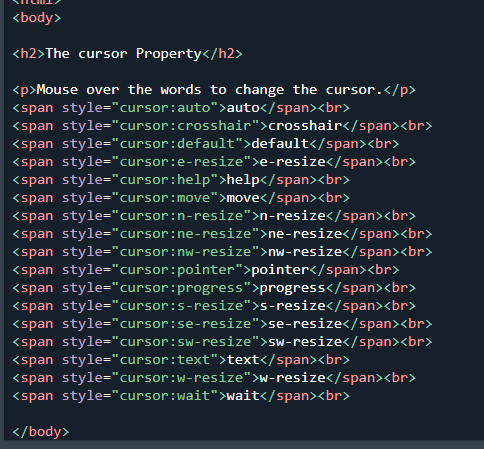 <html>
<body>
<h2>The cursor Property</h2>
<p>Mouse over the words to change the cursor.</p>
<span style="cursor:auto">auto</span><br>
<span style="cursor:crosshair">crosshair</span><br>
<span style="cursor:default">default</span><br>
<span style="cursor:e-resize">e-resize</span><br>
<span style="cursor:help">help</span><br>
<span style="cursor:move">move</span><br>
<span style="cursor:n-resize">n-resize</span><br>
<span style="cursor:ne-resize">ne-resize</span><br>
<span style="cursor:nw-resize">nw-resize</span><br>
<span style="cursor:pointer">pointer</span><br>
<span style="cursor:progress">progress</span><br>
<span style="cursor:s-resize">s-resize</span><br>
<span style="cursor:se-resize">se-resize</span><br>
<span style="cursor:sw-resize">sw-resize</span><br>
<span style="cursor:text">text</span><br>
<span style="cursor:w-resize">w-resize</span><br>
<span style="cursor:wait">wait</span><br>
</body>